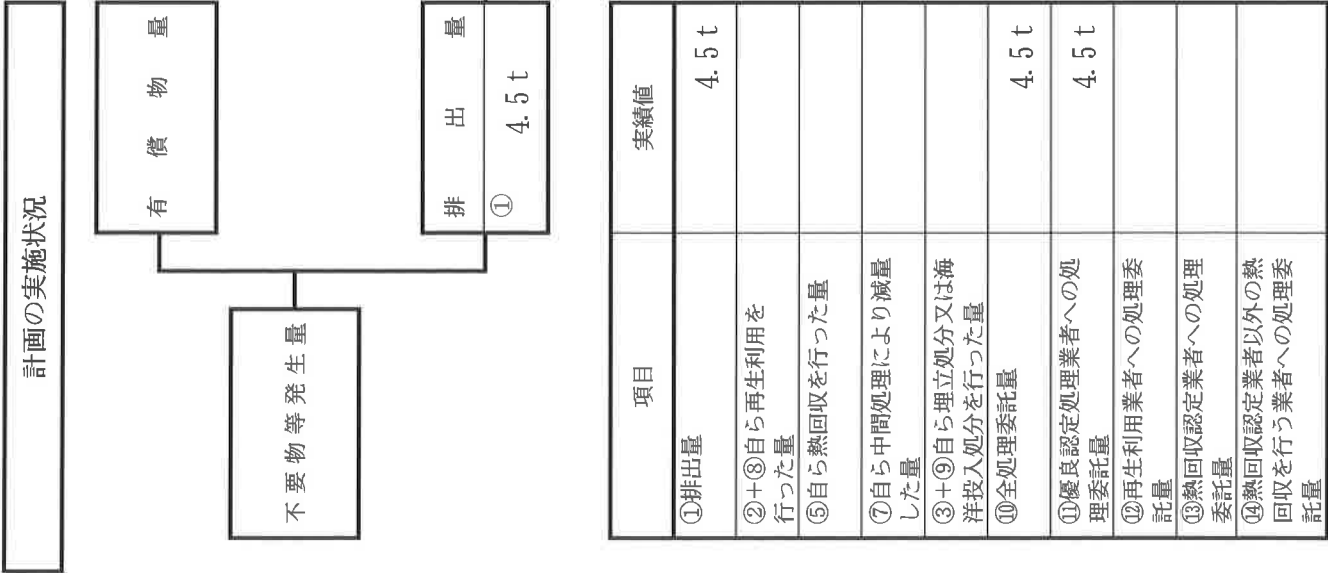 計画の実施状況
有償物量
不要物等発生量
排出量
① 4.5t
項目 実績値
①排出量 4.5t
②+⑧自ら再生利用を
行った量
⑤自ら熱回収を行った量
⑦自ら中間処理により減量
した量
③+⑨自ら埋立処分又は海
洋投入処分を行った量
⑩全処理委託量 4.5t
⑪優良認定処理業者への処
理委託量 4.5t
⑫再生利用業者への処理委
託量
⑬熱回収認定業者への処理
委託量
⑭熱回収認定業者以外の熱
回収を行う業者への処理委
託量